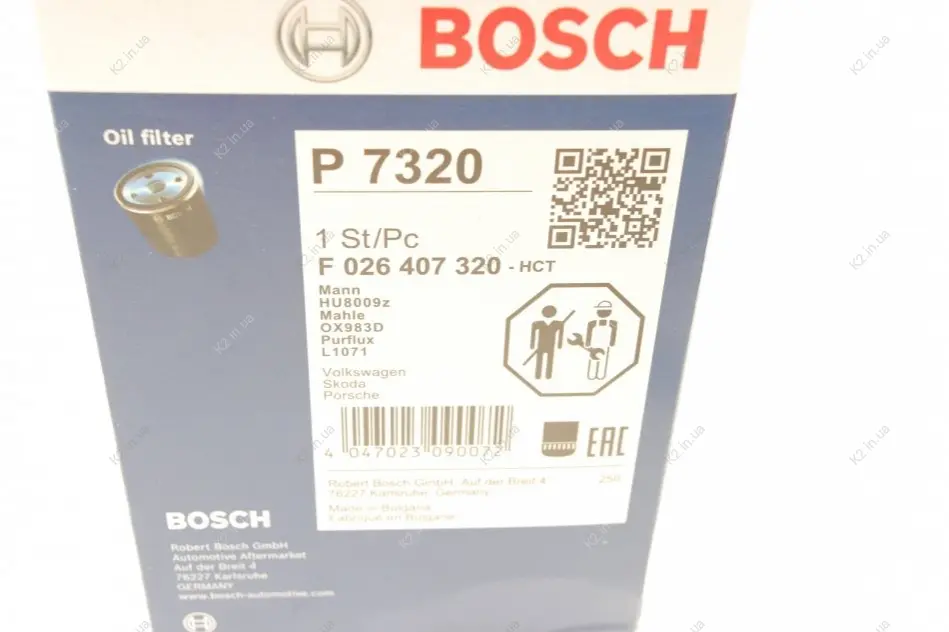 BOSCH
Oil filter
BOSCH
P 7320
1 St/Pc
F 026 407 320 - HCT
Mann
HU8009z
Mahle
OX983D
Purflux
L1071
Volkswagen
Skoda
Porsche
4 047023 090072
EAC
Robert Bosch GmbH, Auf der Breit 4
76227 Karlsruhe, Germany
250
Made in Bulgaria
Fabriqué en Bulgarie
BOSCH
Robert Bosch GmbH
Automotive Aftermarket
Auf der Breit 4
76227 Karlsruhe
GERMANY
www.bosch-automotive.com
K2.in.ua